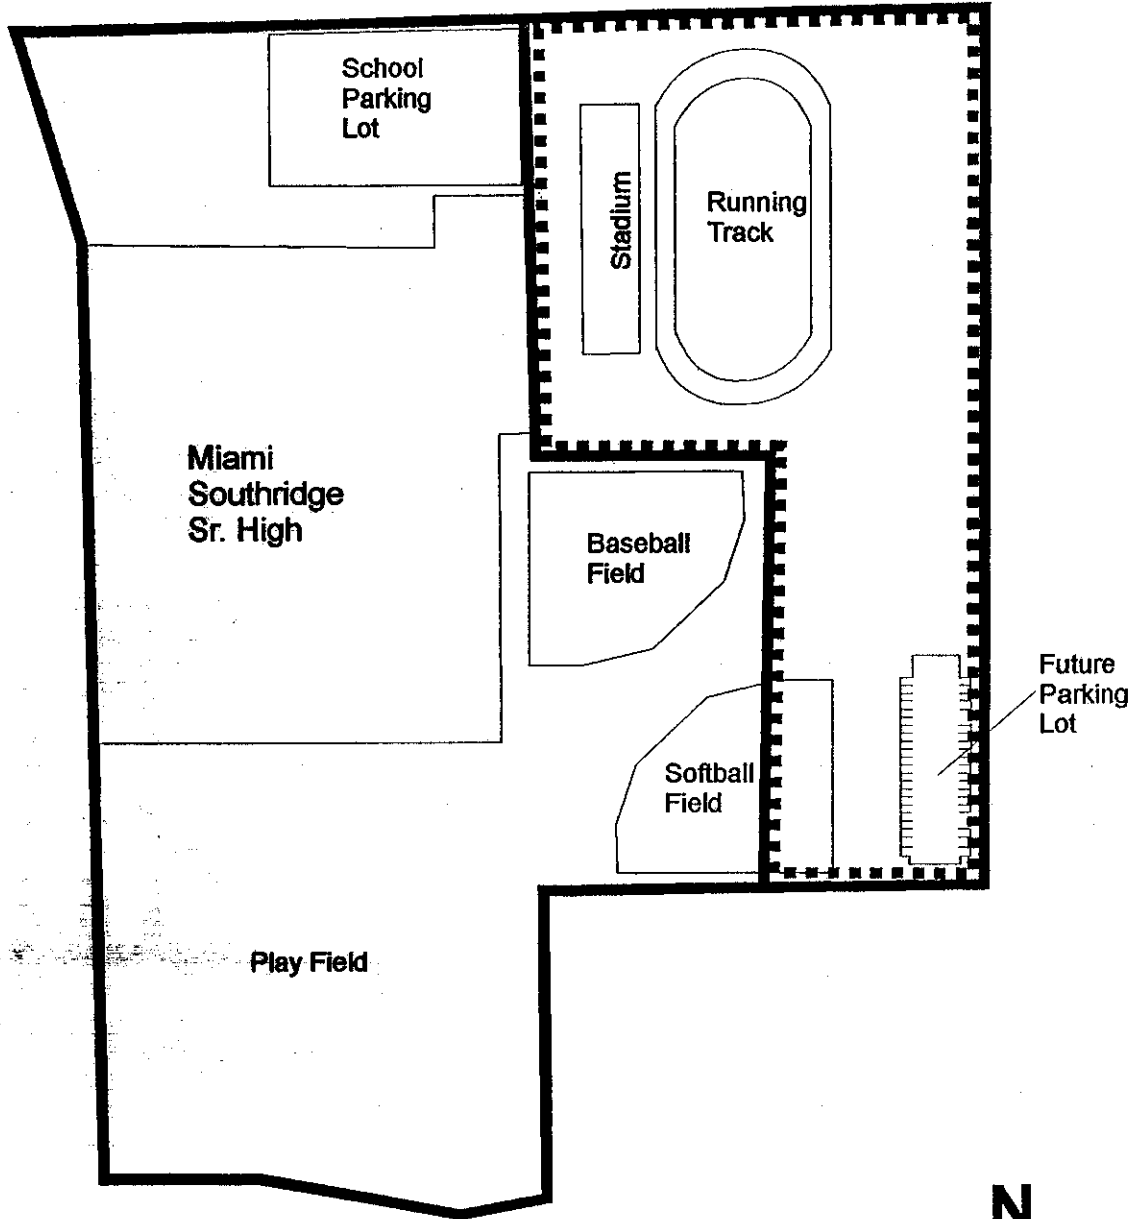 School
Parking
Lot
Stadium
Running
Track
Miami
Southridge
Sr. High
Baseball
Field
Future
Parking
Lot
Softball
Field
Play Field
N